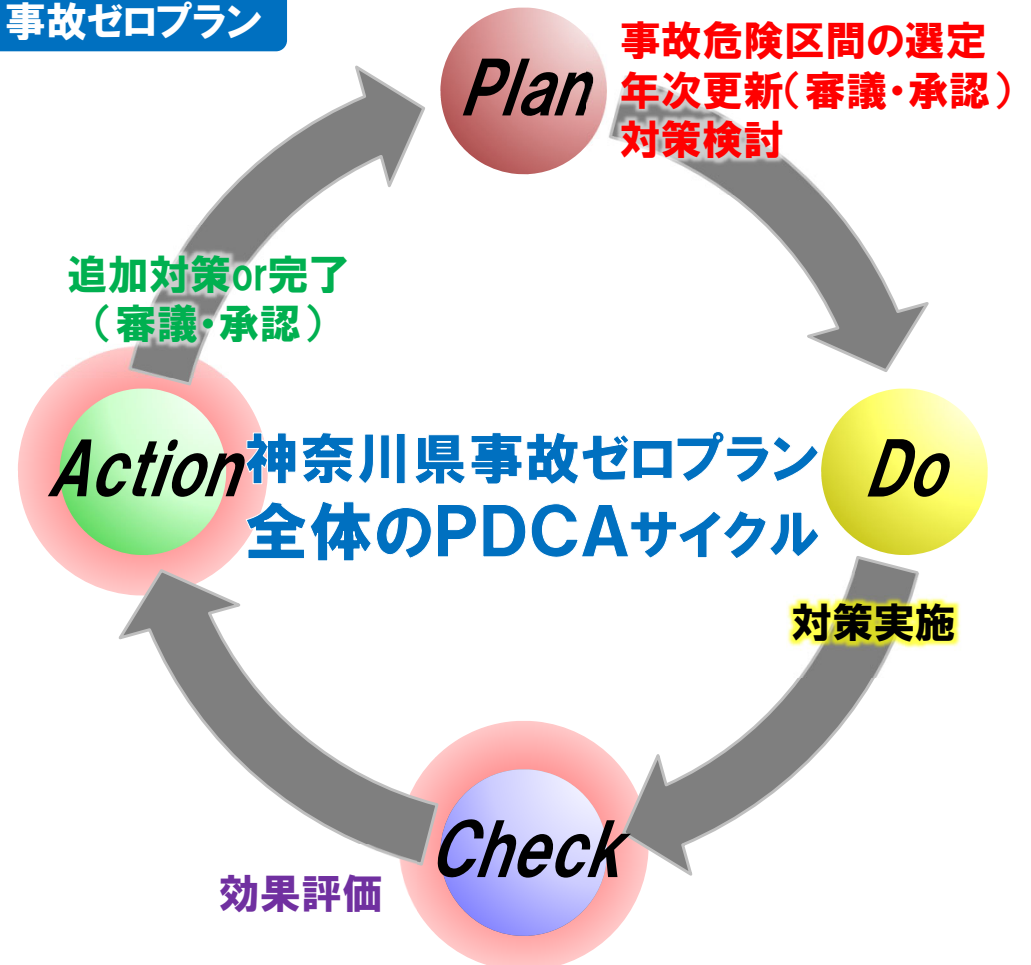 事故ゼロプラン
Plan
事故危険区間の選定
年次更新(審議・承認)
対策検討
追加対策or完了
(審議・承認)
Action
神奈川県事故ゼロプラン
全体のPDCAサイクル
Do
対策実施
Check
効果評価